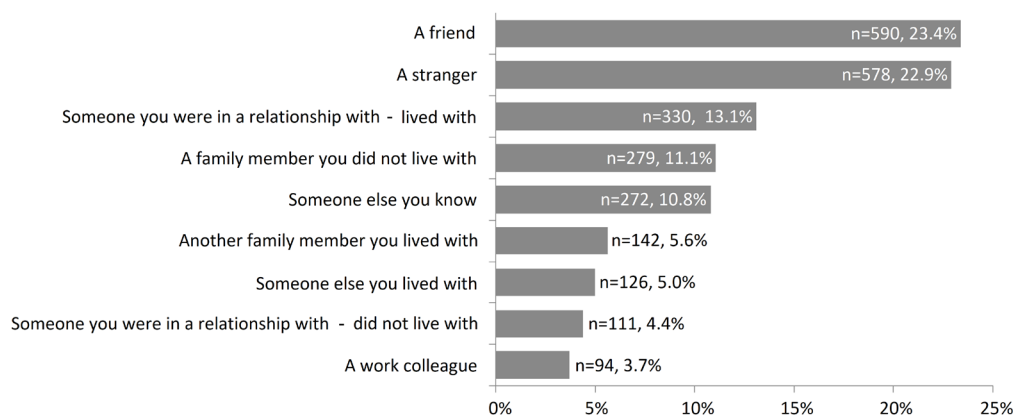 A friend n=590, 23.4%
A stranger n=578, 22.9%
Someone you were in a relationship with - lived with n=330, 13.1%
A family member you did not live with n=279, 11.1%
Someone else you know n=272, 10.8%
Another family member you lived with n=142, 5.6%
Someone else you lived with n=126, 5.0%
Someone you were in a relationship with - did not live with n=111, 4.4%
A work colleague n=94, 3.7%
0% 5% 10% 15% 20% 25%